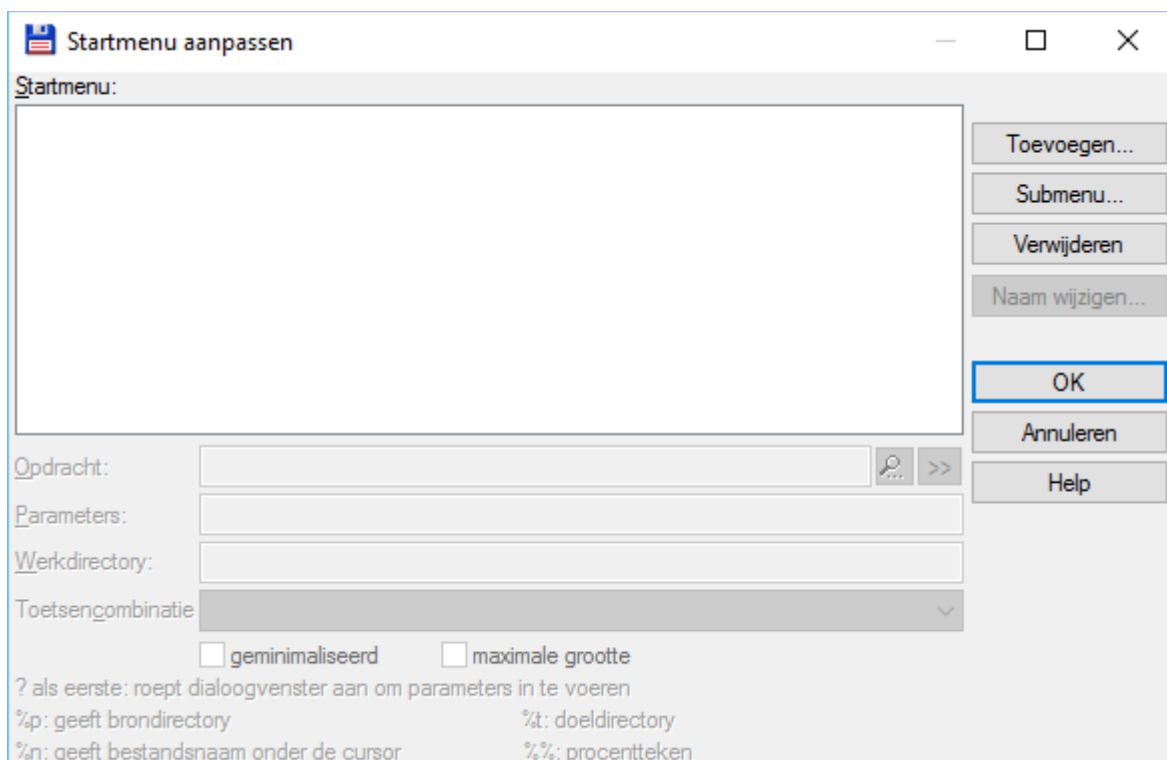 Startmenu aanpassen
Startmenu:
Toevoegen...
Submenu...
Verwijderen
Naam wijzigen...
OK
Annuleren
Help
Opdracht:
>>
Parameters:
Werkdirectory:
Toetsencombinatie
geminimaliseerd maximale grootte
? als eerste: roept dialoogvenster aan om parameters in te voeren
%p: geeft brondirectory %t: doeldirectory
%n: geeft bestandsnaam onder de cursor %%: procentteken